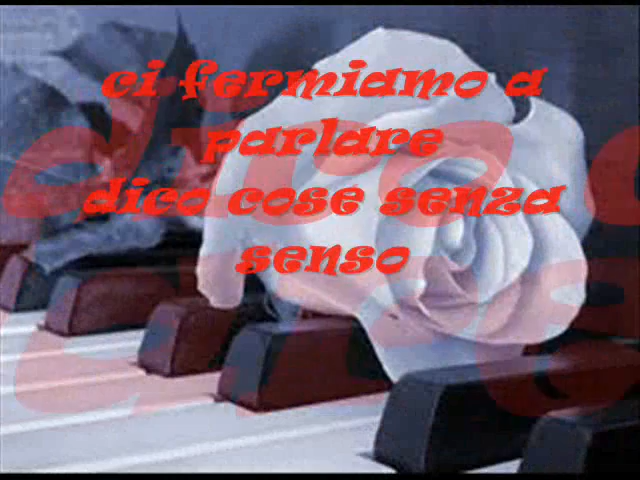 ci fermiamo a
parlare
dico cose senza
senso